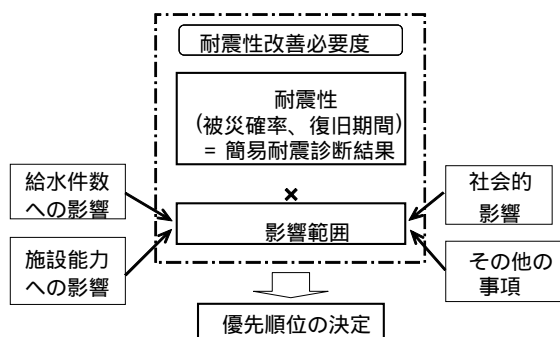 耐震性改善必要度
耐震性
(被災確率、復旧期間)
= 簡易耐震診断結果
給水件数
への影響
×
社会的
影響
影響範囲
施設能力
への影響
その他の
事項
優先順位の決定